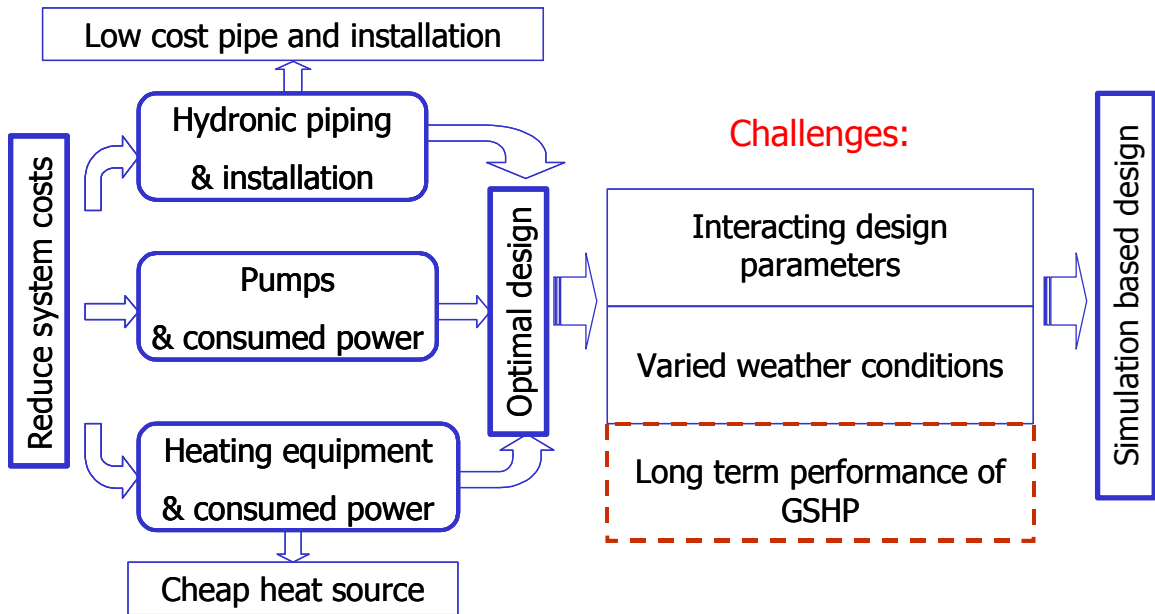 Low cost pipe and installation
Reduce system costs
Hydronic piping
& installation
Pumps
& consumed power
Heating equipment
& consumed power
Cheap heat source
Optimal design
Challenges:
Interacting design
parameters
Varied weather conditions
Long term performance of
GSHP
Simulation based design